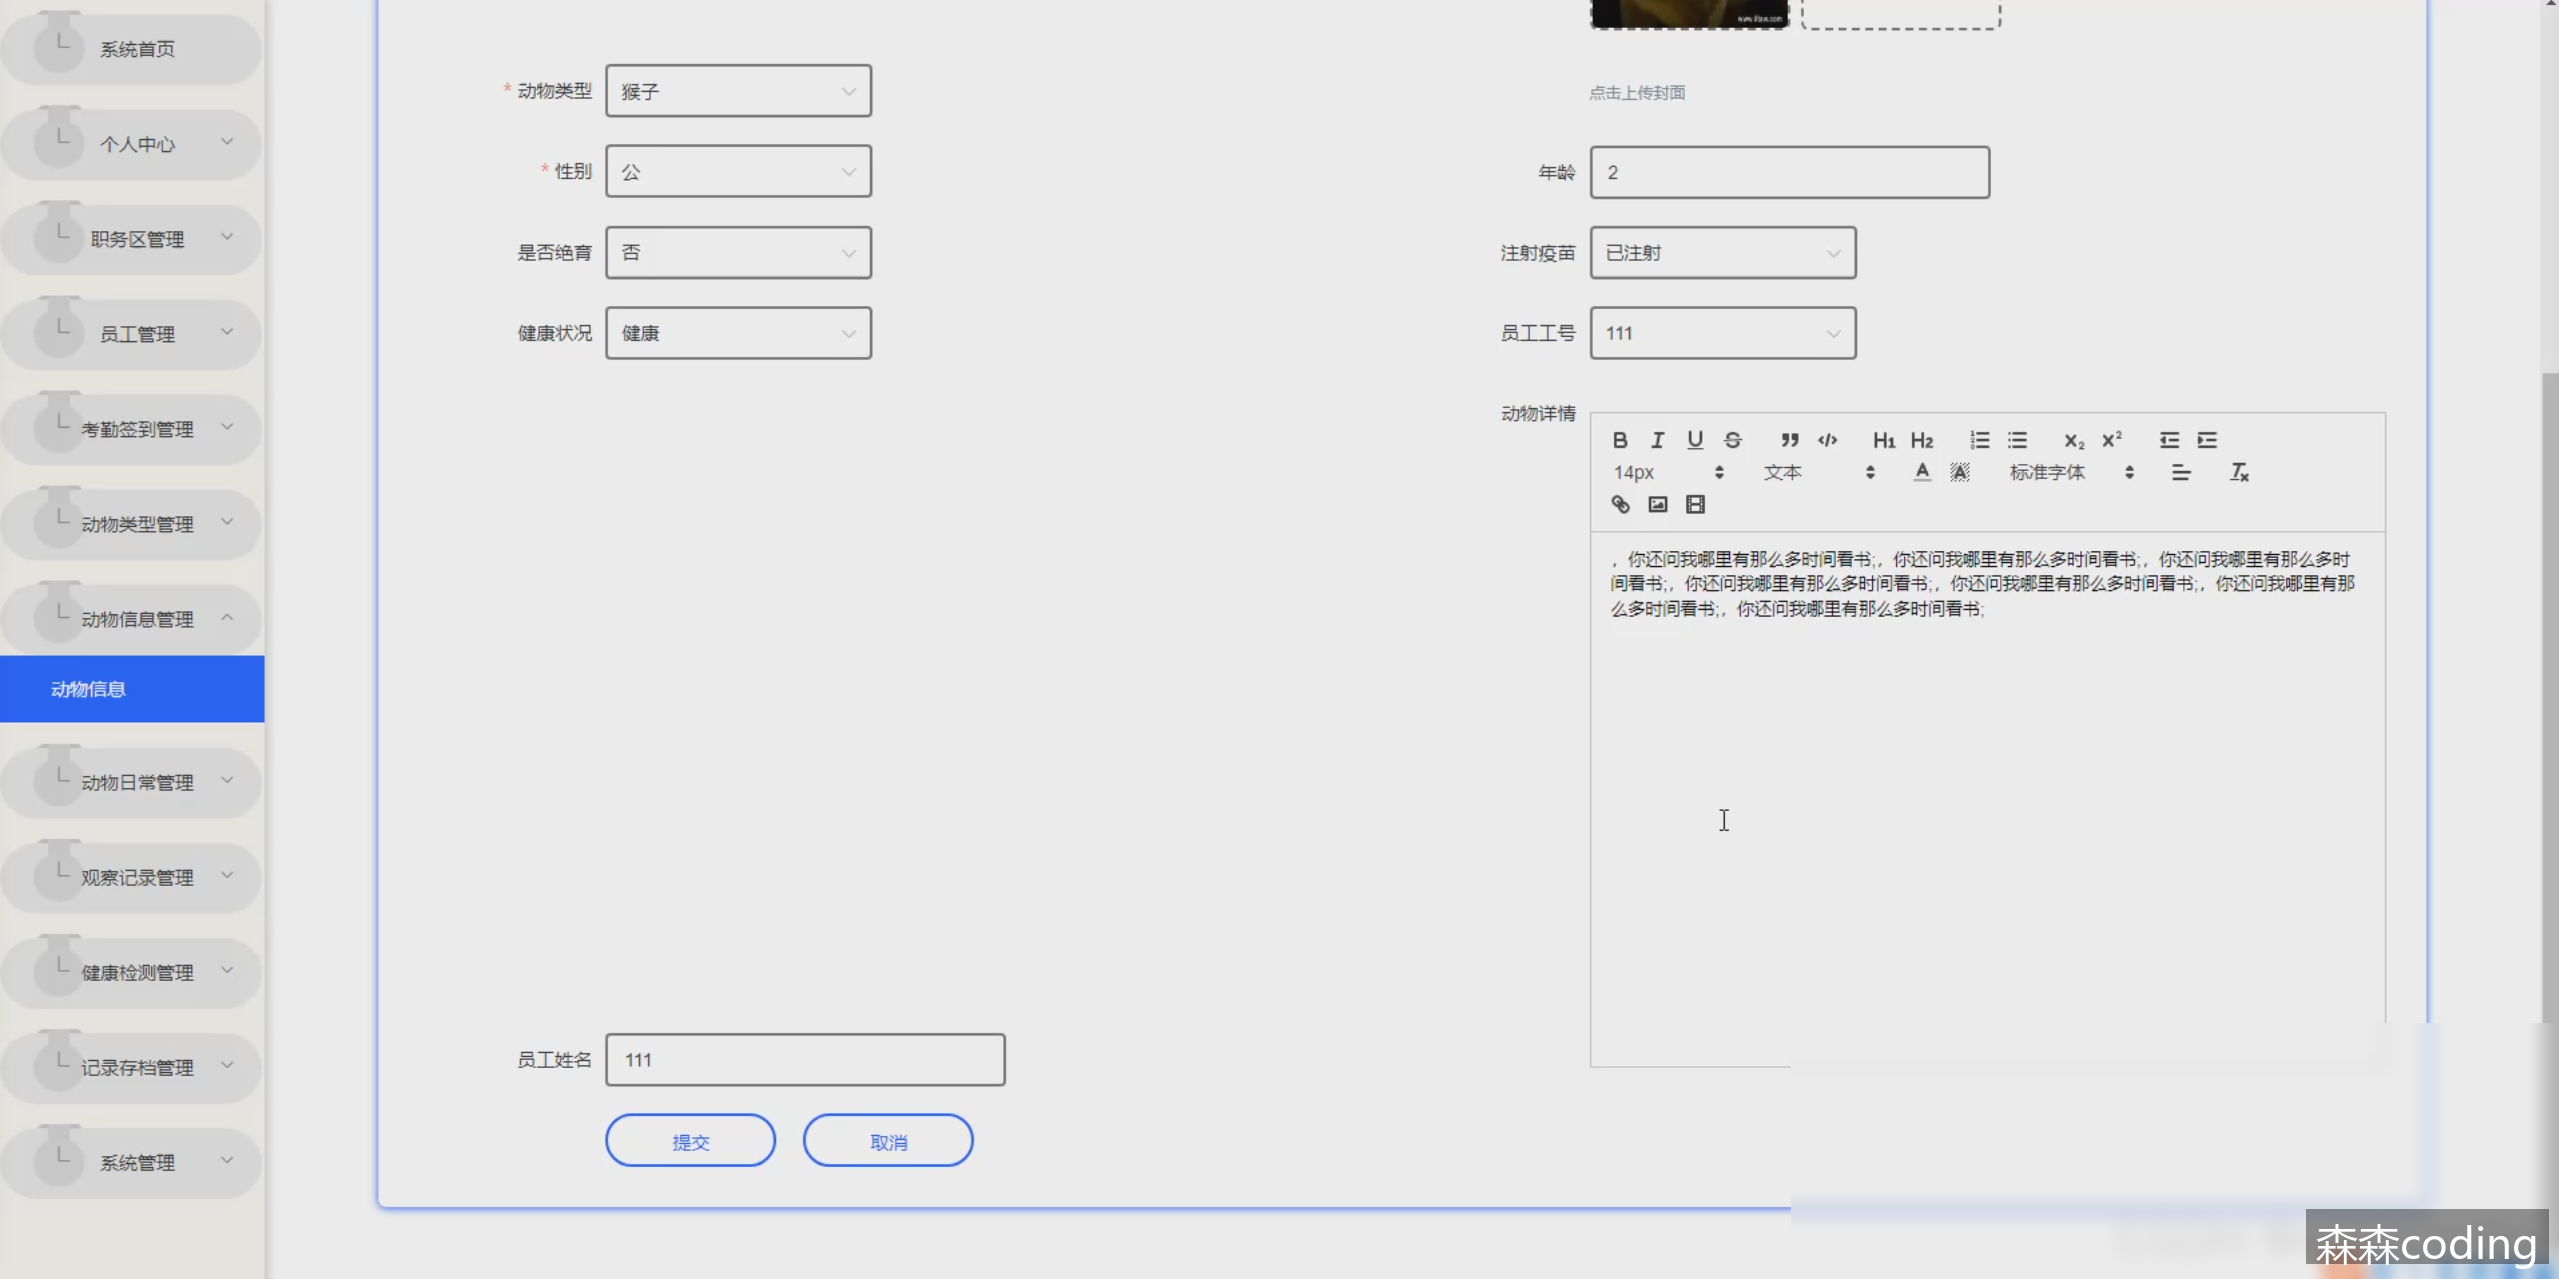 系统首页
个人中心
职务区管理
员工管理
考勤签到管理
动物类型管理
动物信息管理
动物信息
动物日常管理
观察记录管理
健康检测管理
记录存档管理
系统管理
* 动物类型
猴子
点击上传封面
* 性别
公
年龄
2
是否绝育
否
注射疫苗
已注射
健康状况
健康
员工工号
111
动物详情
B I U S H1 H2 X2 X2
14px 文本 A A 标准字体
，你还问我哪里有那么多时间看书;，你还问我哪里有那么多时间看书;，你还问我哪里有那么多时
间看书;，你还问我哪里有那么多时间看书;，你还问我哪里有那么多时间看书;，你还问我哪里有那
么多时间看书;，你还问我哪里有那么多时间看书;
员工姓名
111
提交
取消
森森coding